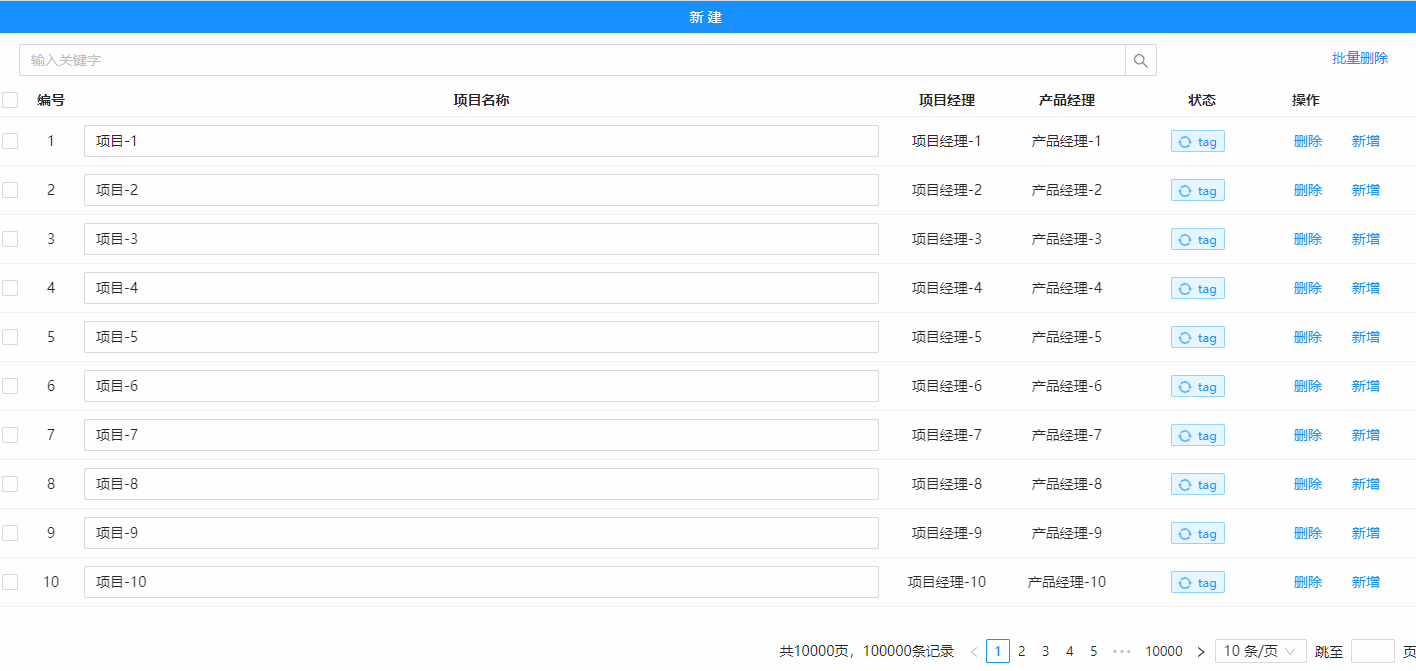 新 建
输入关键字 批量删除
编号 项目名称 项目经理 产品经理 状态 操作
1 项目-1 项目经理-1 产品经理-1 tag 删除 新增
2 项目-2 项目经理-2 产品经理-2 tag 删除 新增
3 项目-3 项目经理-3 产品经理-3 tag 删除 新增
4 项目-4 项目经理-4 产品经理-4 tag 删除 新增
5 项目-5 项目经理-5 产品经理-5 tag 删除 新增
6 项目-6 项目经理-6 产品经理-6 tag 删除 新增
7 项目-7 项目经理-7 产品经理-7 tag 删除 新增
8 项目-8 项目经理-8 产品经理-8 tag 删除 新增
9 项目-9 项目经理-9 产品经理-9 tag 删除 新增
10 项目-10 项目经理-10 产品经理-10 tag 删除 新增
共10000页，100000条记录 < 1 2 3 4 5 ••• 10000 > 10 条/页 跳至 页